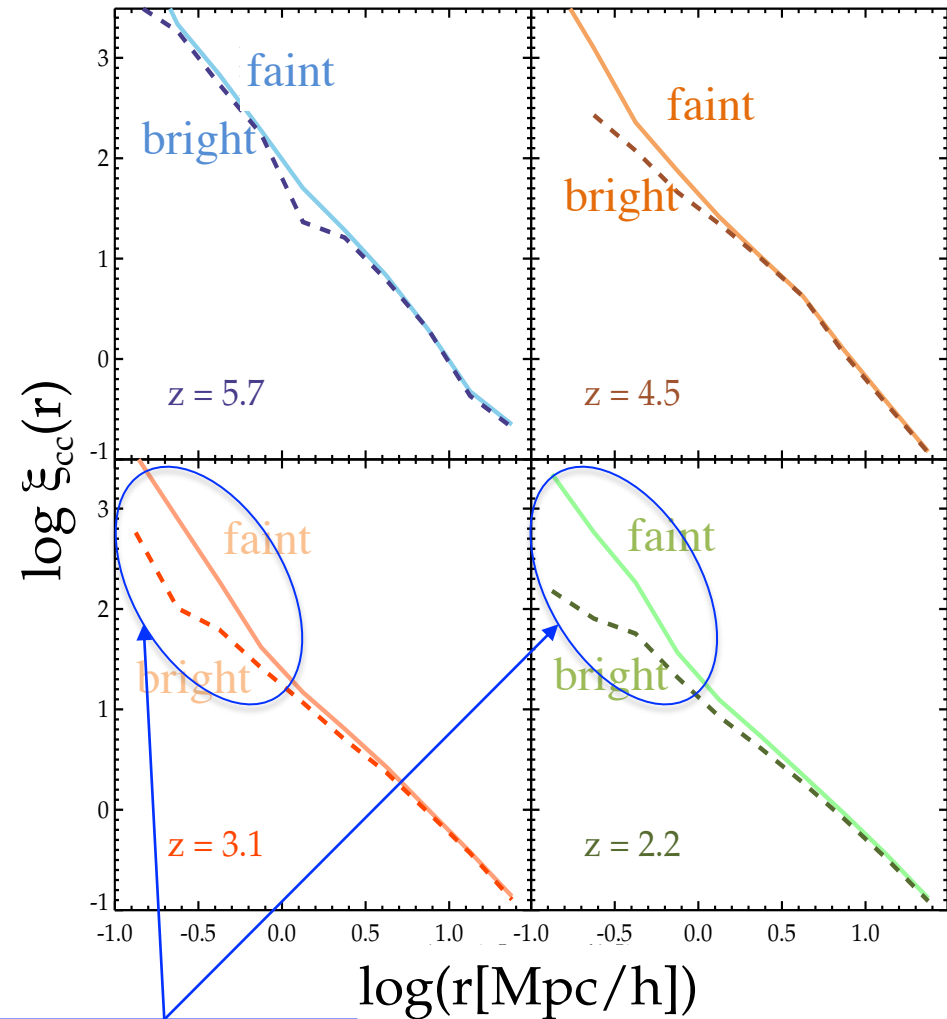 3
2
1
0
-1
faint
bright
z = 5.7
faint
bright
z = 4.5
log ξcc(r)
3
2
1
0
-1
faint
bright
z = 3.1
faint
bright
z = 2.2
-1.0 -0.5 0.0 0.5 1.0 -1.0 -0.5 0.0 0.5 1.0
log(r[Mpc/h])